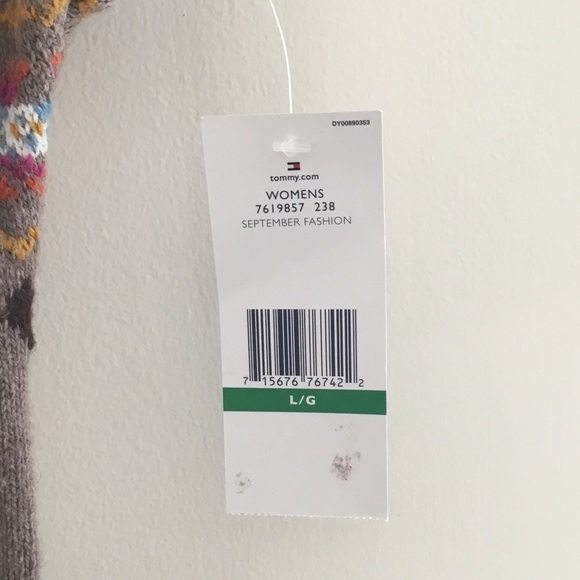 DY00890353
tommy.com
WOMENS
7619857 238
SEPTEMBER FASHION
7 15676 76742 2
L/G